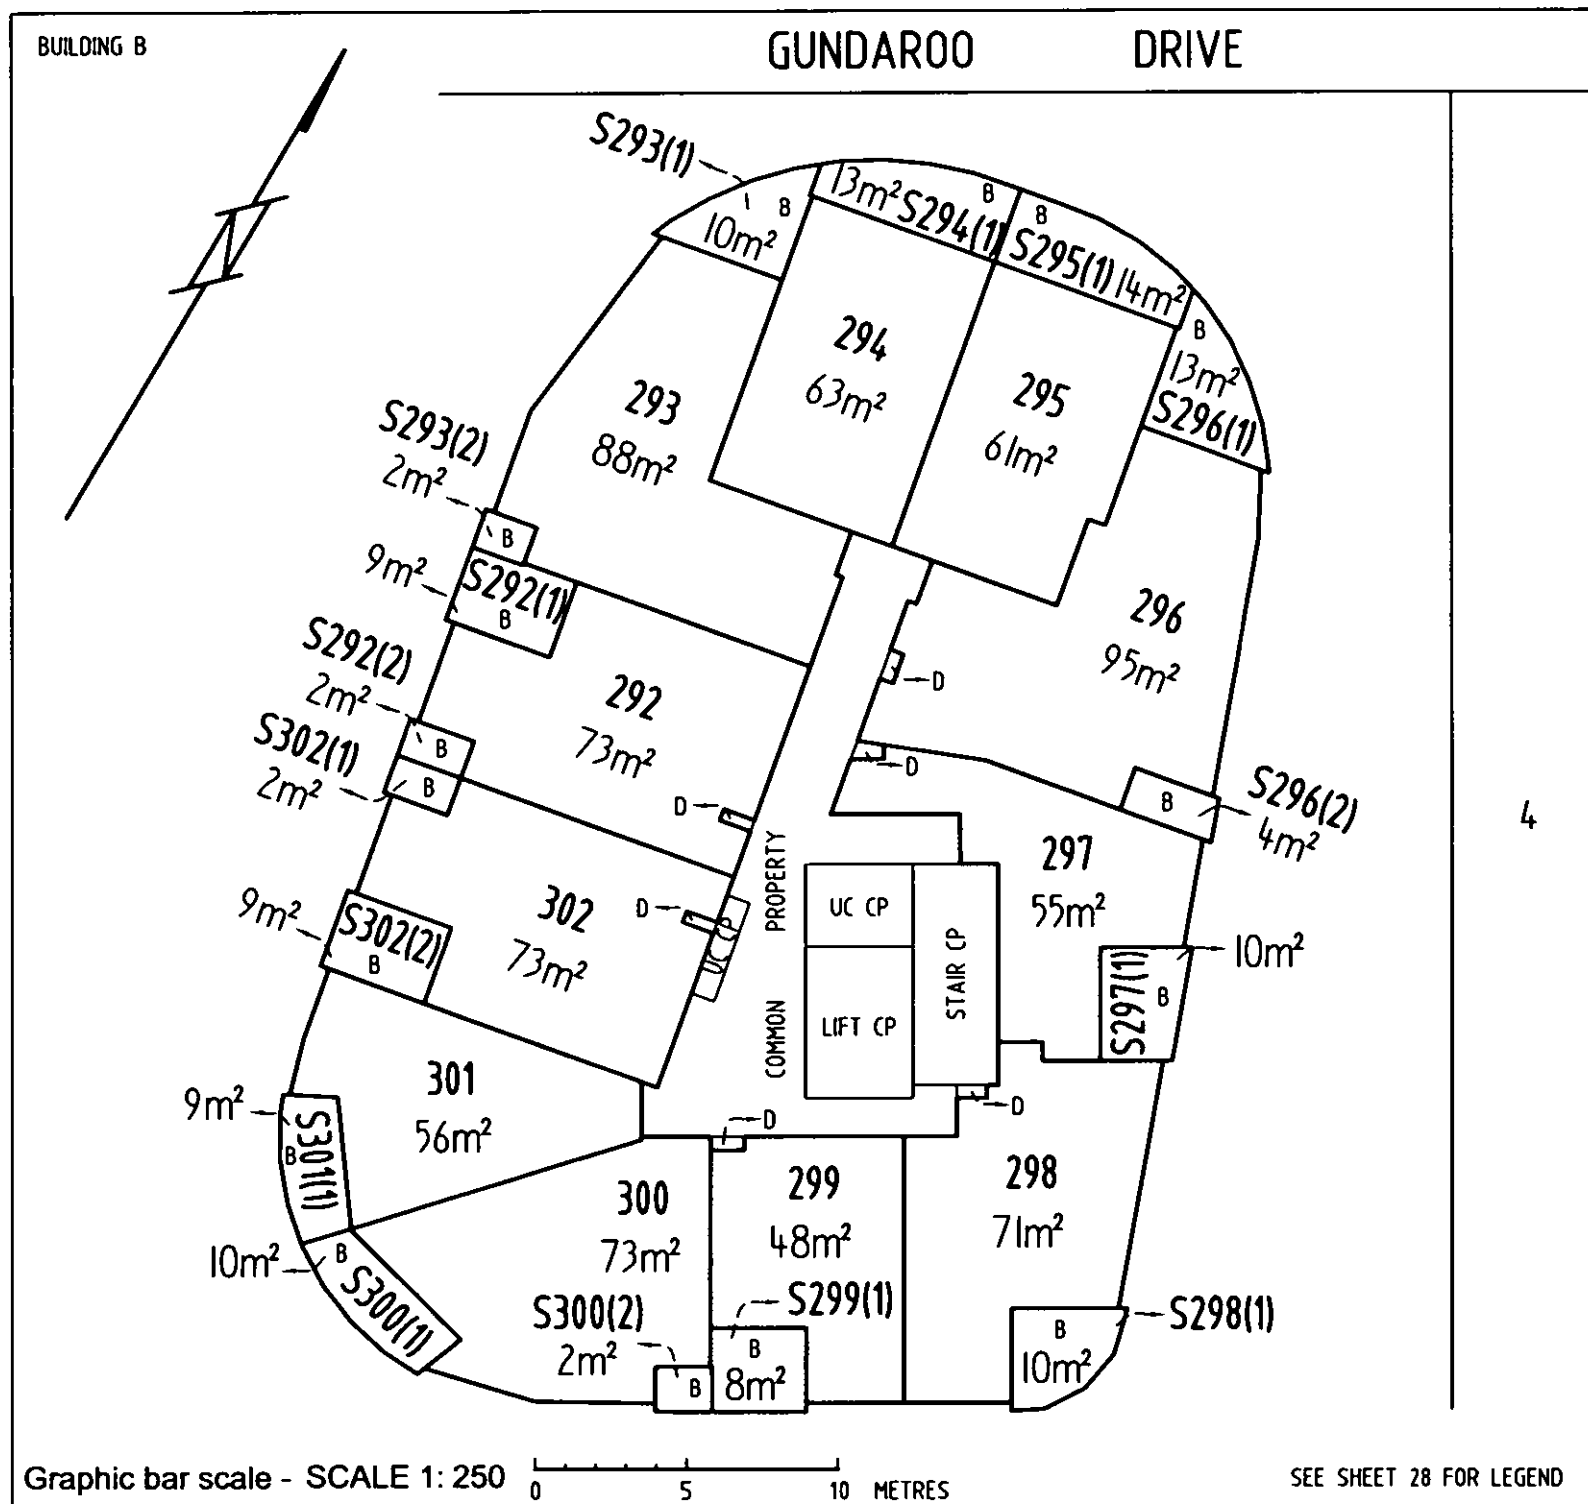 BUILDING B
GUNDAROO DRIVE
S293(1)
B
10m²
13m²
B
S294(1)
B
S295(1)
14m²
B
13m²
S296(1)
294
63m²
295
61m²
293
88m²
S293(2)
2m²
B
9m²
S292(1)
B
296
95m²
S292(2)
2m²
B
292
73m²
D
D
S302(1)
2m²
B
D
B
S296(2)
4m²
4
297
55m²
9m²
S302(2)
B
302
73m²
D
UC CP
COMMON PROPERTY
UC CP
LIFT CP
STAIR CP
10m²
S297(1)
B
301
56m²
9m²
S301(1)
B
D
D
300
73m²
299
48m²
298
71m²
10m²
B
S300(1)
S300(2)
2m²
B
S299(1)
B
8m²
S298(1)
B
10m²
Graphic bar scale - SCALE 1: 250
0 5 10 METRES
SEE SHEET 28 FOR LEGEND